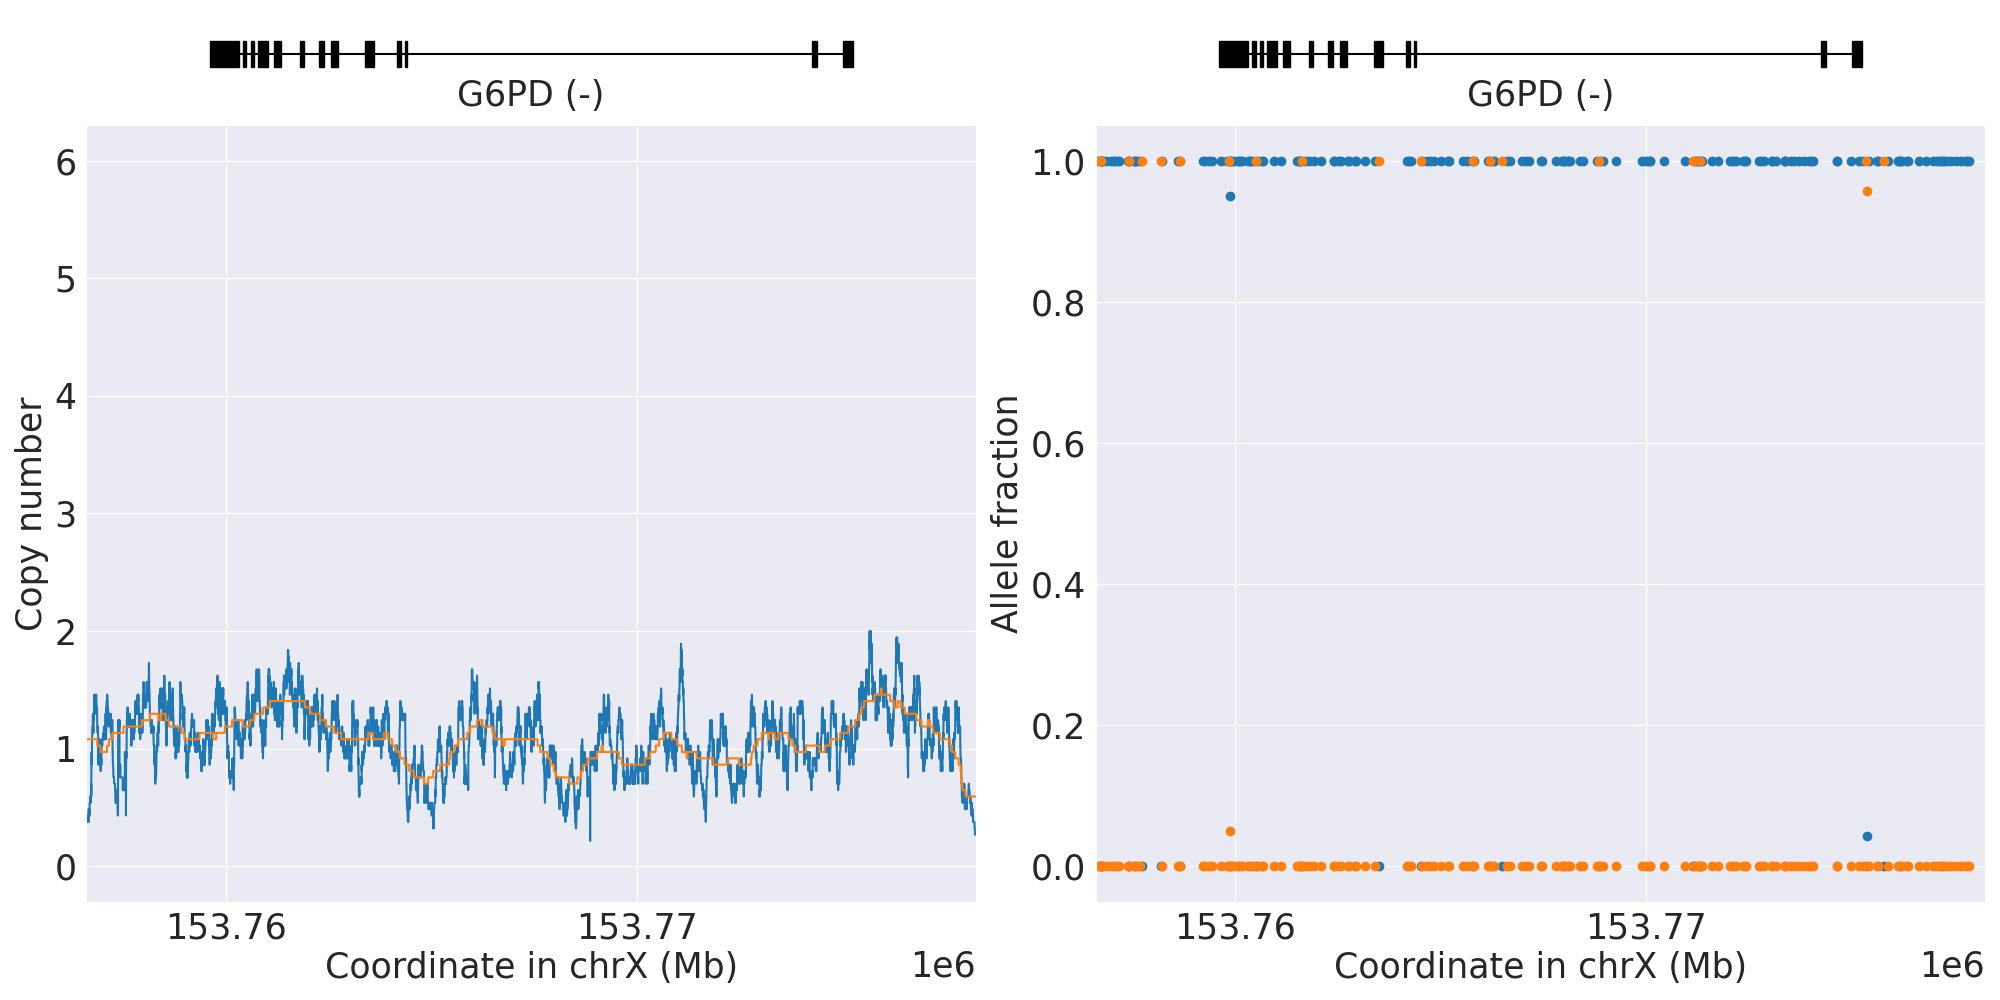 G6PD (-)
Copy number
6
5
4
3
2
1
0
153.76
153.77
Coordinate in chrX (Mb)
1e6
G6PD (-)
Allele fraction
1.0
0.8
0.6
0.4
0.2
0.0
153.76
153.77
Coordinate in chrX (Mb)
1e6